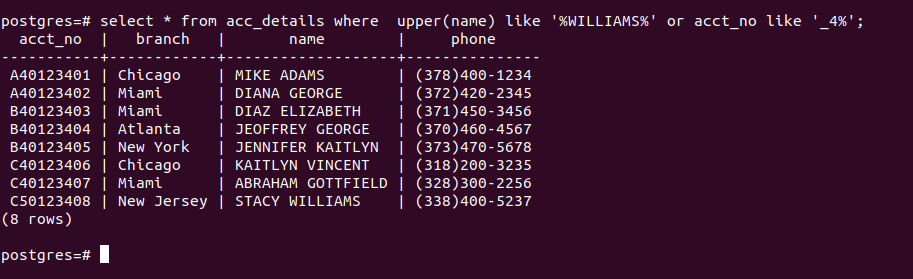 postgres=# select * from acc_details where  upper(name) like '%WILLIAMS%' or acct_no like '_4%';
  acct_no  |   branch   |       name        |     phone
-----------+------------+-------------------+---------------
 A40123401 | Chicago    | MIKE ADAMS        | (378)400-1234
 A40123402 | Miami      | DIANA GEORGE      | (372)420-2345
 B40123403 | Miami      | DIAZ ELIZABETH    | (371)450-3456
 B40123404 | Atlanta    | JEOFFREY GEORGE   | (370)460-4567
 B40123405 | New York   | JENNIFER KAITLYN  | (373)470-5678
 C40123406 | Chicago    | KAITLYN VINCENT   | (318)200-3235
 C40123407 | Miami      | ABRAHAM GOTTFIELD | (328)300-2256
 C50123408 | New Jersey | STACY WILLIAMS    | (338)400-5237
(8 rows)
postgres=#